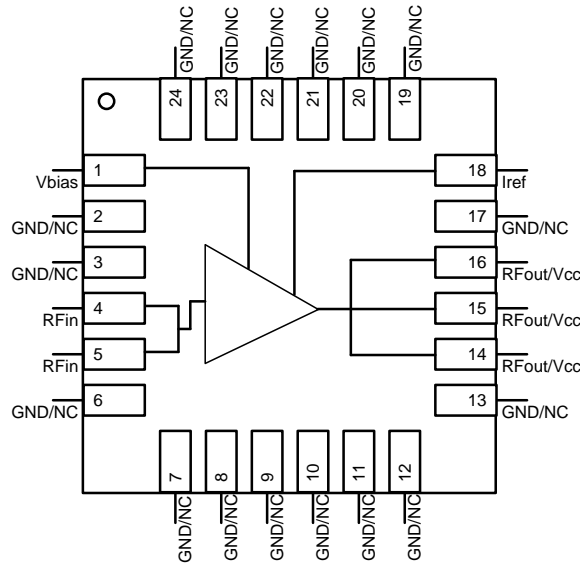 GND/NC GND/NC GND/NC GND/NC GND/NC GND/NC
24 23 22 21 20 19
1 18
Vbias Iref
2 17
GND/NC GND/NC
3 16
GND/NC RFout/Vcc
4 15
RFin RFout/Vcc
5 14
RFin RFout/Vcc
6 13
GND/NC GND/NC
7 8 9 10 11 12
GND/NC GND/NC GND/NC GND/NC GND/NC GND/NC